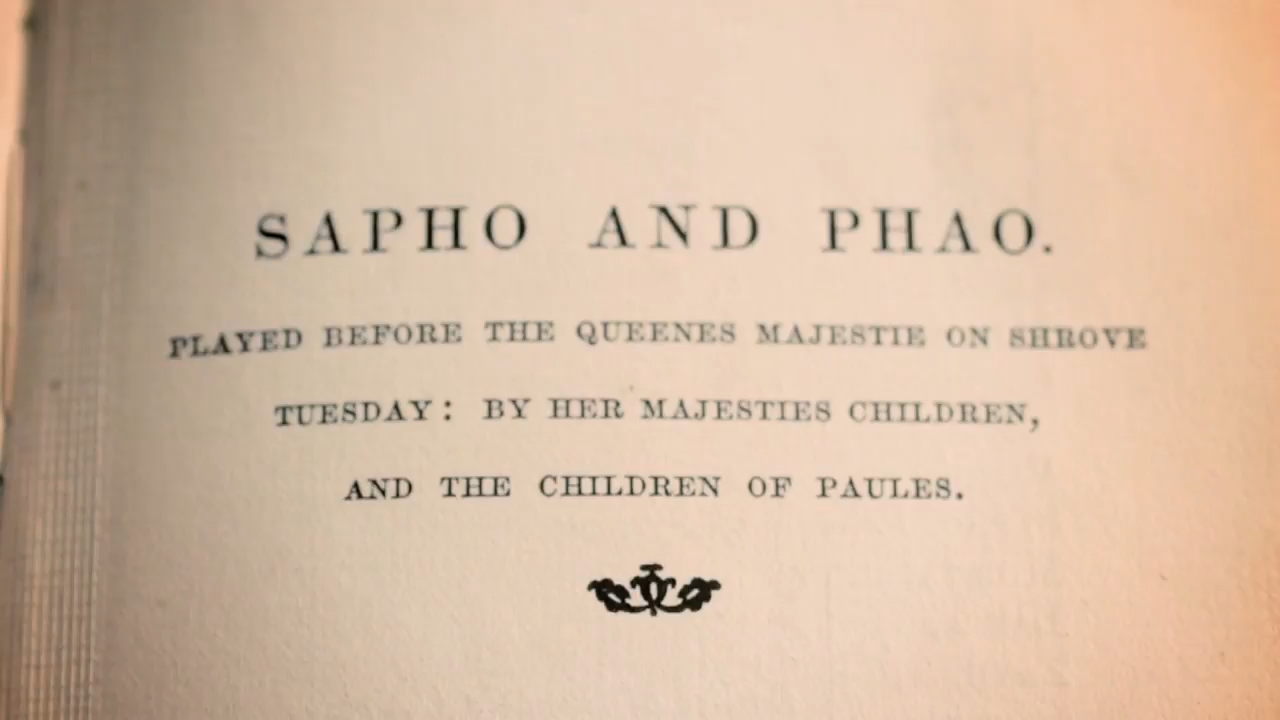 SAPHO AND PHAO.
PLAYED BEFORE THE QUEENES MAJESTIE ON SHROVE
TUESDAY: BY HER MAJESTIES CHILDREN,
AND THE CHILDREN OF PAULES.